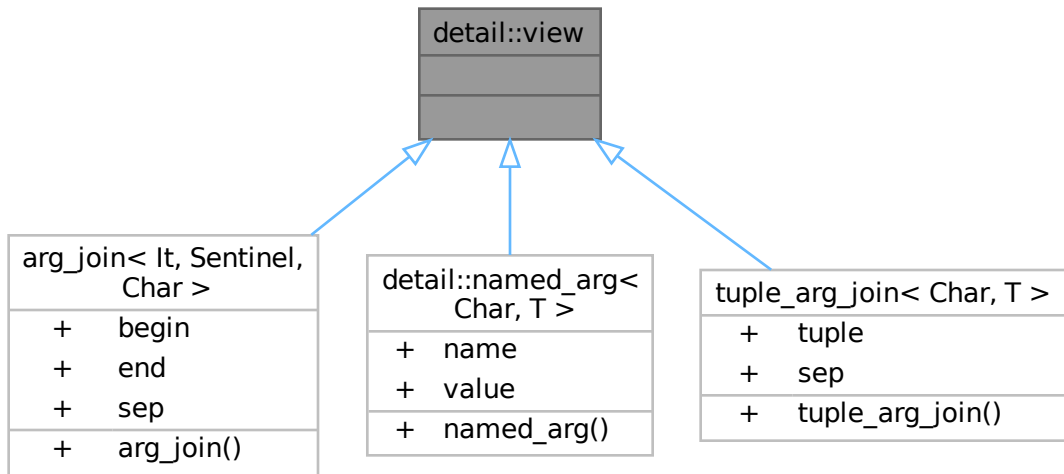 detail::view
arg_join< It, Sentinel,
Char >
+ begin
+ end
+ sep
+ arg_join()
detail::named_arg<
Char, T >
+ name
+ value
+ named_arg()
tuple_arg_join< Char, T >
+ tuple
+ sep
+ tuple_arg_join()